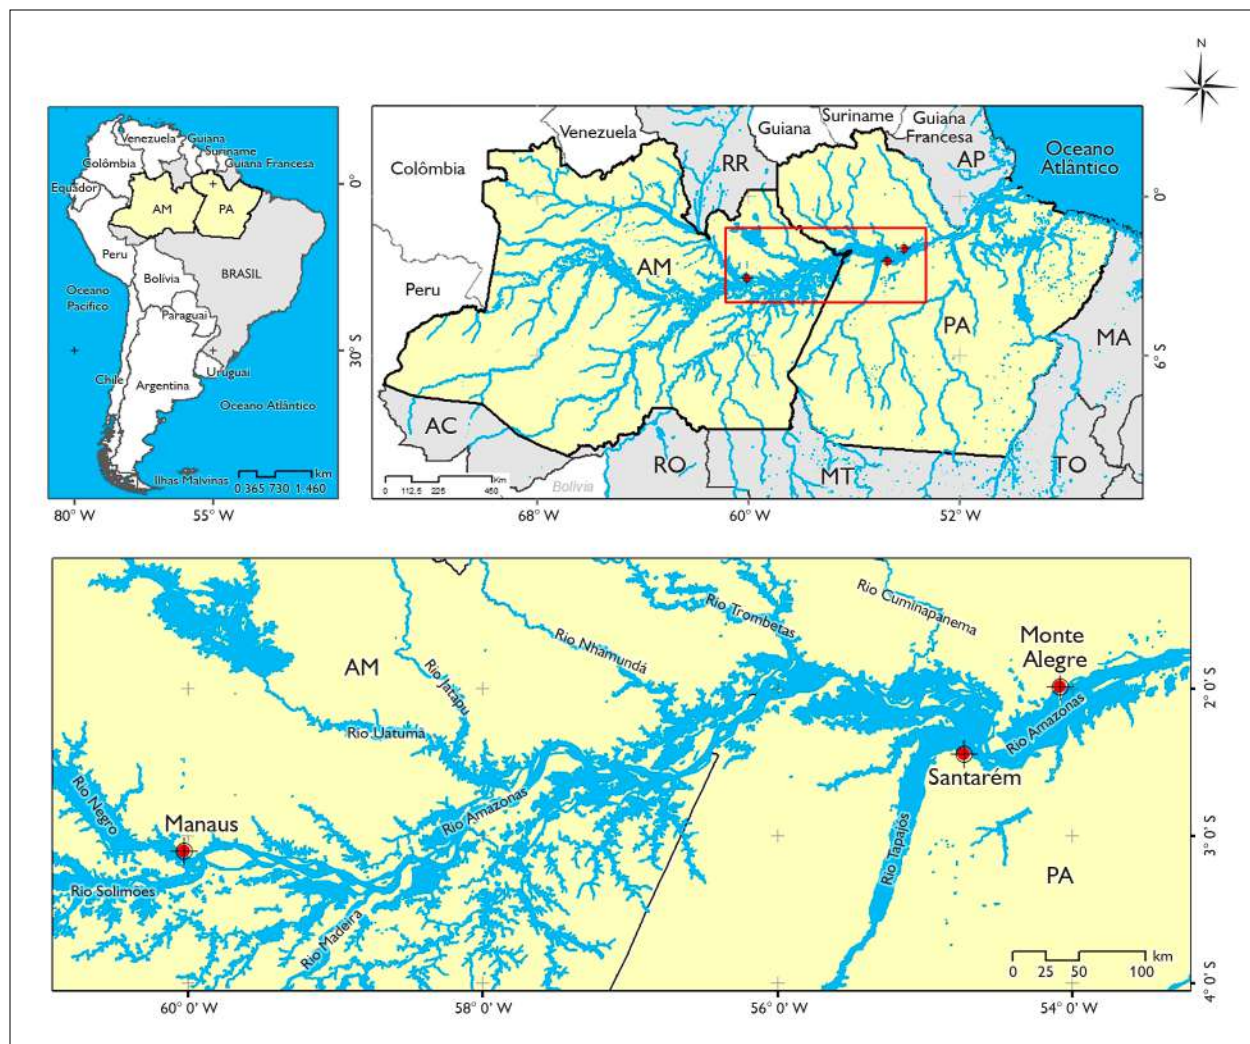 N
Venezuela
Guiana
Suriname
Guiana Francesa
Colômbia
Equador
AM
PA
Peru
BRASIL
Bolívia
Oceano
Pacífico
Paraguai
Chile
Argentina
Uruguai
Oceano Atlântico
Ilhas Malvinas
km
0 365 730 1.460
0°
30° S
80° W
55° W
Venezuela
Guiana
Suriname
Guiana
Francesa
Oceano
Atlântico
Colômbia
RR
AP
AM
Peru
PA
MA
AC
RO
MT
TO
Bolívia
Km
0 112,5 225 450
0°
6° S
68° W
60° W
52° W
Rio Cuminapanema
Rio Trombetas
Monte
Alegre
Rio Nhamundá
AM
Rio Jatapu
Rio Uatumã
Rio Amazonas
Santarém
Rio Negro
Manaus
Rio Amazonas
Rio Tapajós
Rio Solimões
Rio Madeira
PA
0 25 50 100
km
2° 0' S
3° 0' S
4° 0' S
60° 0' W
58° 0' W
56° 0' W
54° 0' W